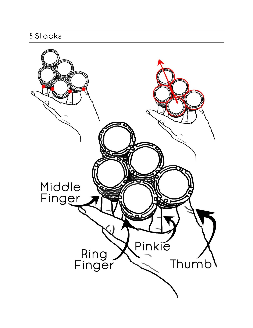 5 Stacks
Middle
Finger
Ring
Finger
Pinkie
Thumb